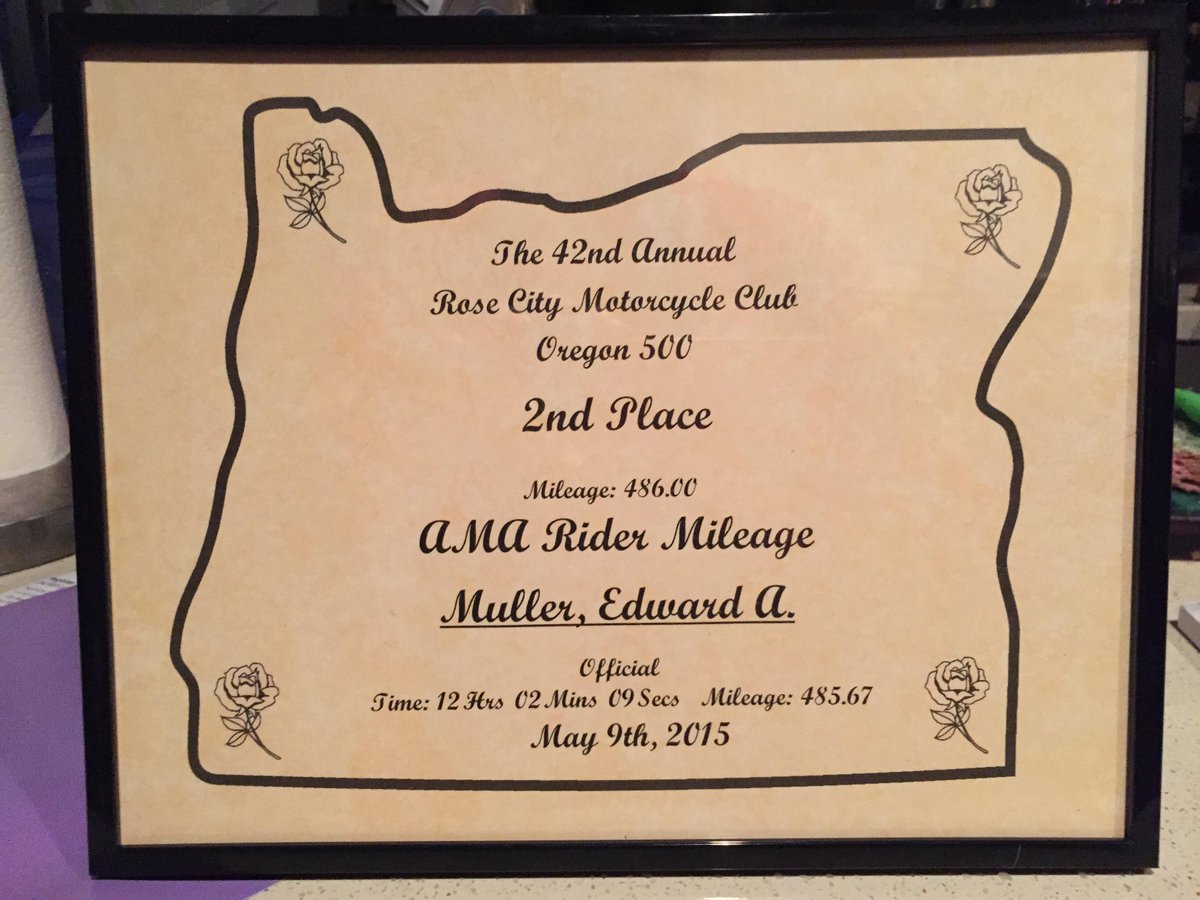 The 42nd Annual
Rose City Motorcycle Club
Oregon 500
2nd Place
Mileage: 486.00
AMA Rider Mileage
Muller, Edward A.
Official
Time: 12 Hrs 02 Mins 09 Secs Mileage: 485.67
May 9th, 2015